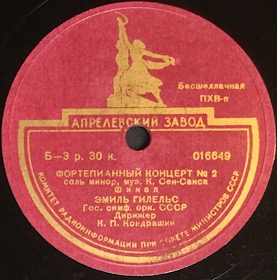 Бесшеллачная
ПХВ-п
АПРЕЛЕВСКИЙ ЗАВОД
Б—3 р. 30 к. 016649
ФОРТЕПИАННЫЙ КОНЦЕРТ № 2
соль минор, муз. К. Сен-Санса
Финал
ЭМИЛЬ ГИЛЕЛЬС
Гос. симф. орк. СССР
Дирижер
К. П. Кондрашин
КОМИТЕТ РАДИОИНФОРМАЦИИ ПРИ СОВЕТЕ МИНИСТРОВ СССР